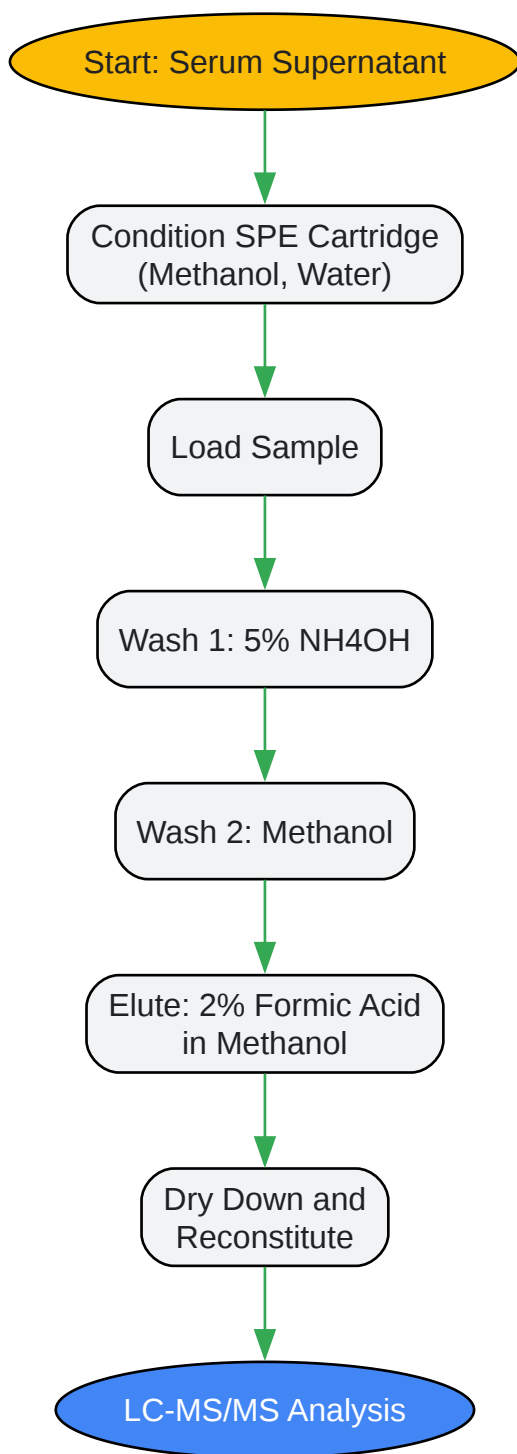 Start: Serum Supernatant
Condition SPE Cartridge
(Methanol, Water)
Load Sample
Wash 1: 5% NH4OH
Wash 2: Methanol
Elute: 2% Formic Acid
in Methanol
Dry Down and
Reconstitute
LC-MS/MS Analysis